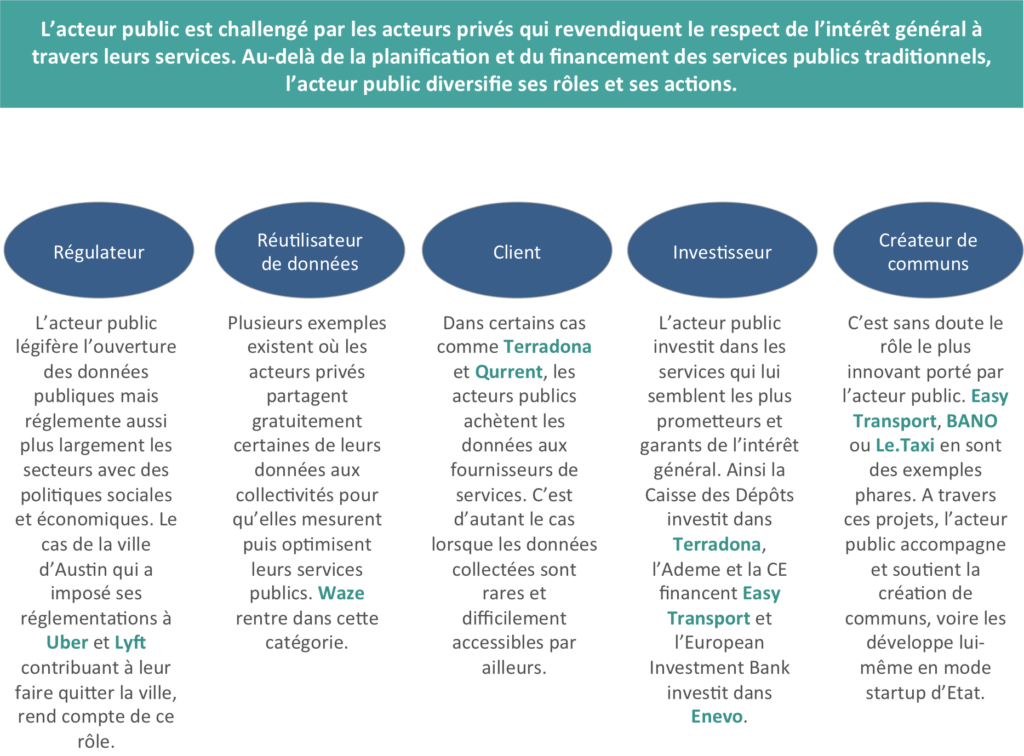 L’acteur public est challengé par les acteurs privés qui revendiquent le respect de l’intérêt général à
travers leurs services. Au-delà de la planification et du financement des services publics traditionnels,
l’acteur public diversifie ses rôles et ses actions.
Régulateur
L’acteur public
légifère l’ouverture
des données
publiques mais
réglemente aussi
plus largement les
secteurs avec des
politiques sociales
et économiques. Le
cas de la ville
d’Austin qui a
imposé ses
réglementations à
Uber et Lyft
contribuant à leur
faire quitter la ville,
rend compte de ce
rôle.
Réutilisateur
de données
Plusieurs exemples
existent où les
acteurs privés
partagent
gratuitement
certaines de leurs
données aux
collectivités pour
qu’elles mesurent
puis optimisent
leurs services
publics. Waze
rentre dans cette
catégorie.
Client
Dans certains cas
comme Terradona
et Qurrent, les
acteurs publics
achètent les
données aux
fournisseurs de
services. C’est
d’autant le cas
lorsque les données
collectées sont
rares et
difficilement
accessibles par
ailleurs.
Investisseur
L’acteur public
investit dans les
services qui lui
semblent les plus
prometteurs et
garants de l’intérêt
général. Ainsi la
Caisse des Dépôts
investit dans
Terradona,
l’Ademe et la CE
financent Easy
Transport et
l’European
Investment Bank
investit dans
Enevo.
Créateur de
communs
C’est sans doute le
rôle le plus
innovant porté par
l’acteur public. Easy
Transport, BANO
ou Le.Taxi en sont
des exemples
phares. A travers
ces projets, l’acteur
public accompagne
et soutient la
création de
communs, voire les
développe lui-
même en mode
startup d’Etat.